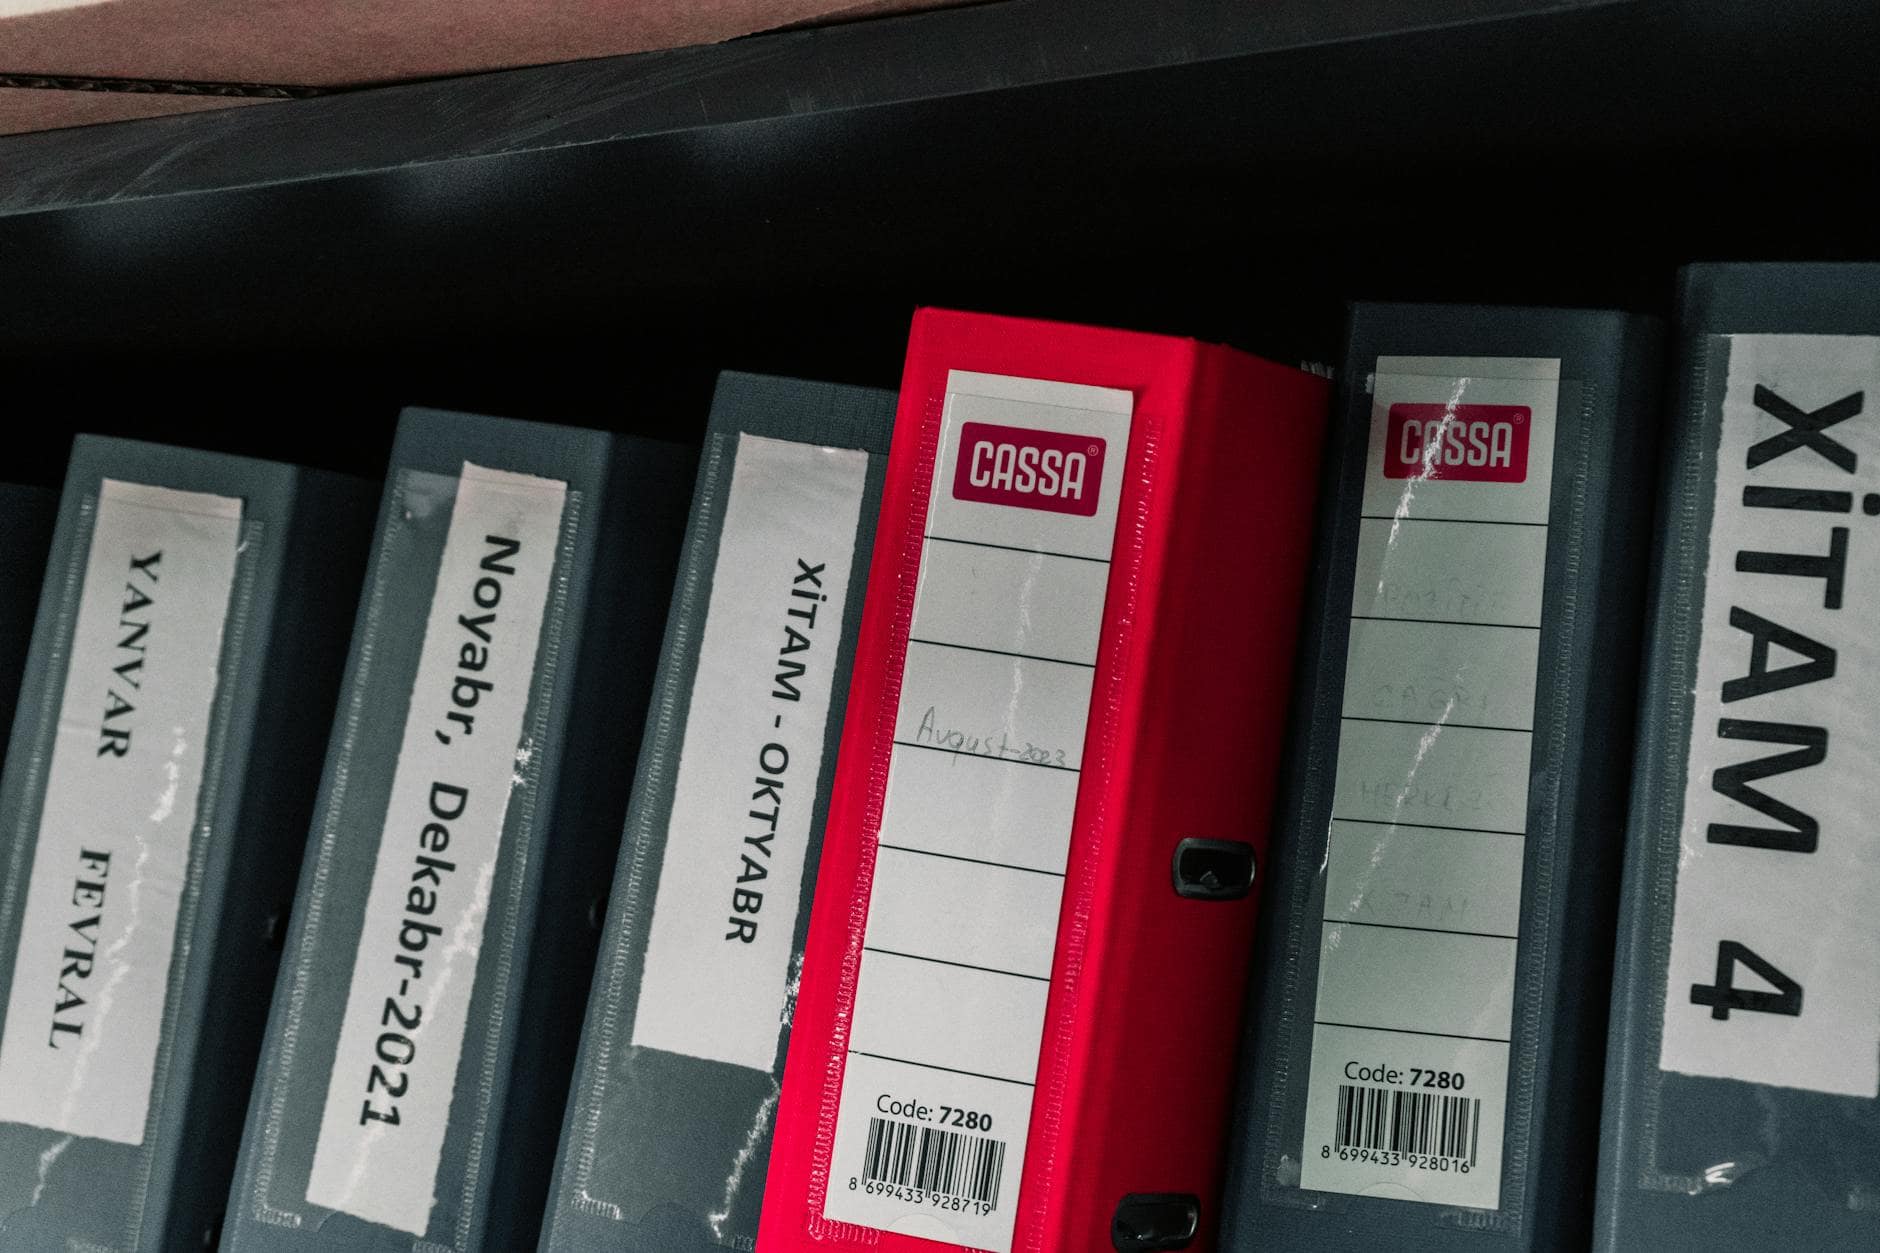 YANVAR FEVRAL
Noyabr, Dekabr-2021
XİTAM - OKTYABR
CASSA®
August-2023
Code: 7280
8 699433 928719
CASSA®
Code: 7280
8 699433 928016
XİTAM 4